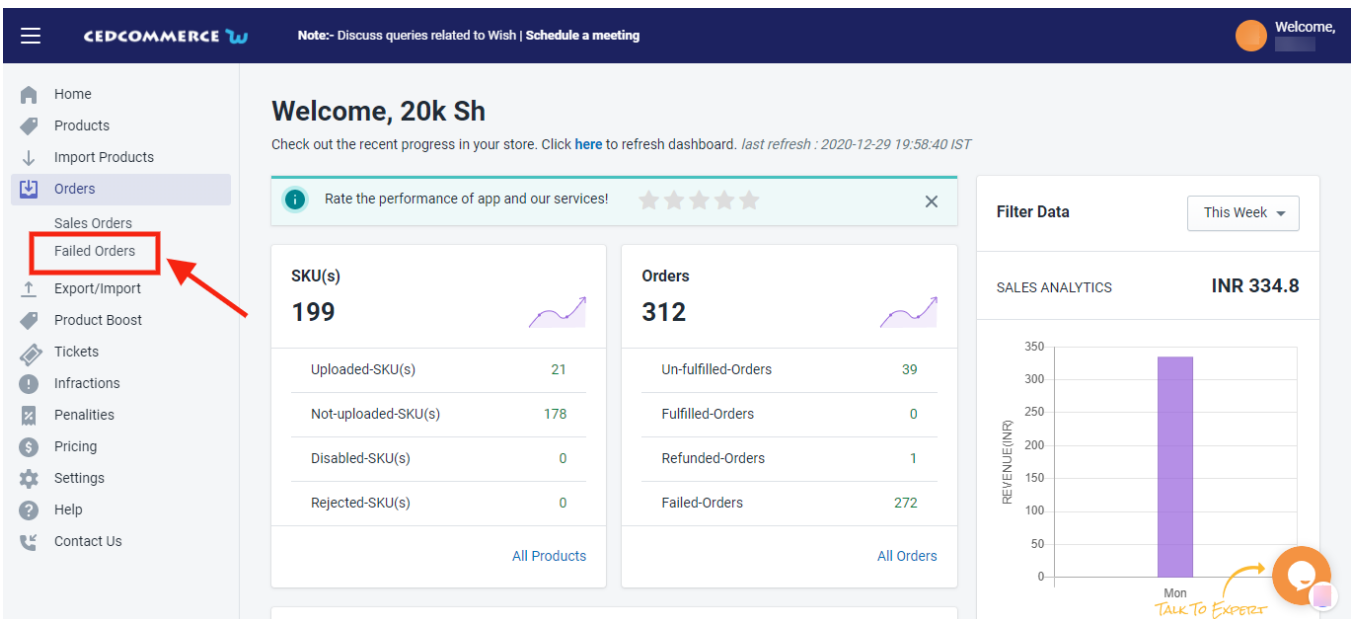 CEDCOMMERCE
Note:- Discuss queries related to Wish | Schedule a meeting
Welcome,
Home
Products
Import Products
Orders
Sales Orders
Failed Orders
Export/Import
Product Boost
Tickets
Infractions
Penalities
Pricing
Settings
Help
Contact Us
Welcome, 20k Sh
Check out the recent progress in your store. Click here to refresh dashboard. last refresh : 2020-12-29 19:58:40 IST
Rate the performance of app and our services!
SKU(s)
199
Uploaded-SKU(s) 21
Not-uploaded-SKU(s) 178
Disabled-SKU(s) 0
Rejected-SKU(s) 0
All Products
Orders
312
Un-fulfilled-Orders 39
Fulfilled-Orders 0
Refunded-Orders 1
Failed-Orders 272
All Orders
Filter Data This Week
SALES ANALYTICS INR 334.8
REVENUE(INR)
350
300
250
200
150
100
50
0
Mon
TALK TO EXPERT